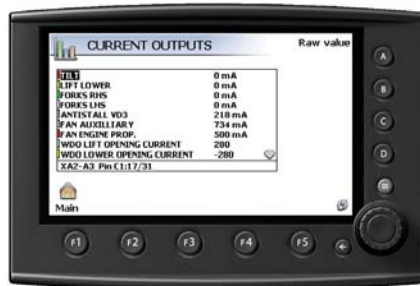 CURRENT OUTPUTS
Raw value
TILT 0 mA
LIFT LOWER 0 mA
FORKS RHS 0 mA
FORKS LHS 0 mA
ANTISTALL VD3 218 mA
FAN AUXILLIARY 734 mA
FAN ENGINE PROP. 500 mA
WDO LIFT OPENING CURRENT 200
WDO LOWER OPENING CURRENT -280
XA2-A3 Pin C1:17/31
Main
A
B
C
D
F1 F2 F3 F4 F5